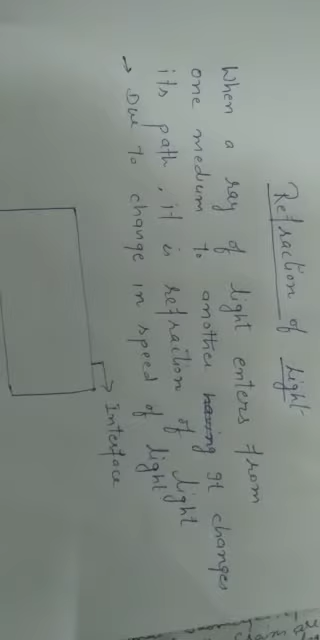 Refraction of light
When a ray of light enters from
one medium to another having It changes
its path, it is refraction of light
→ Due to change in speed of light
Interface